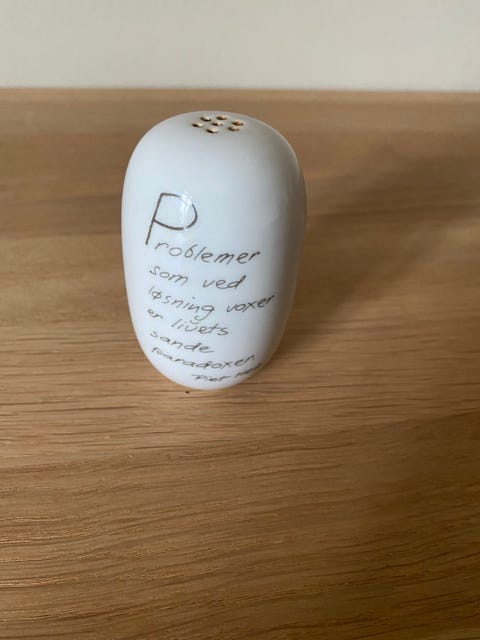 Problemer
som ved
løsning voxer
er livets
sande
paradoxer.
Piet Hein